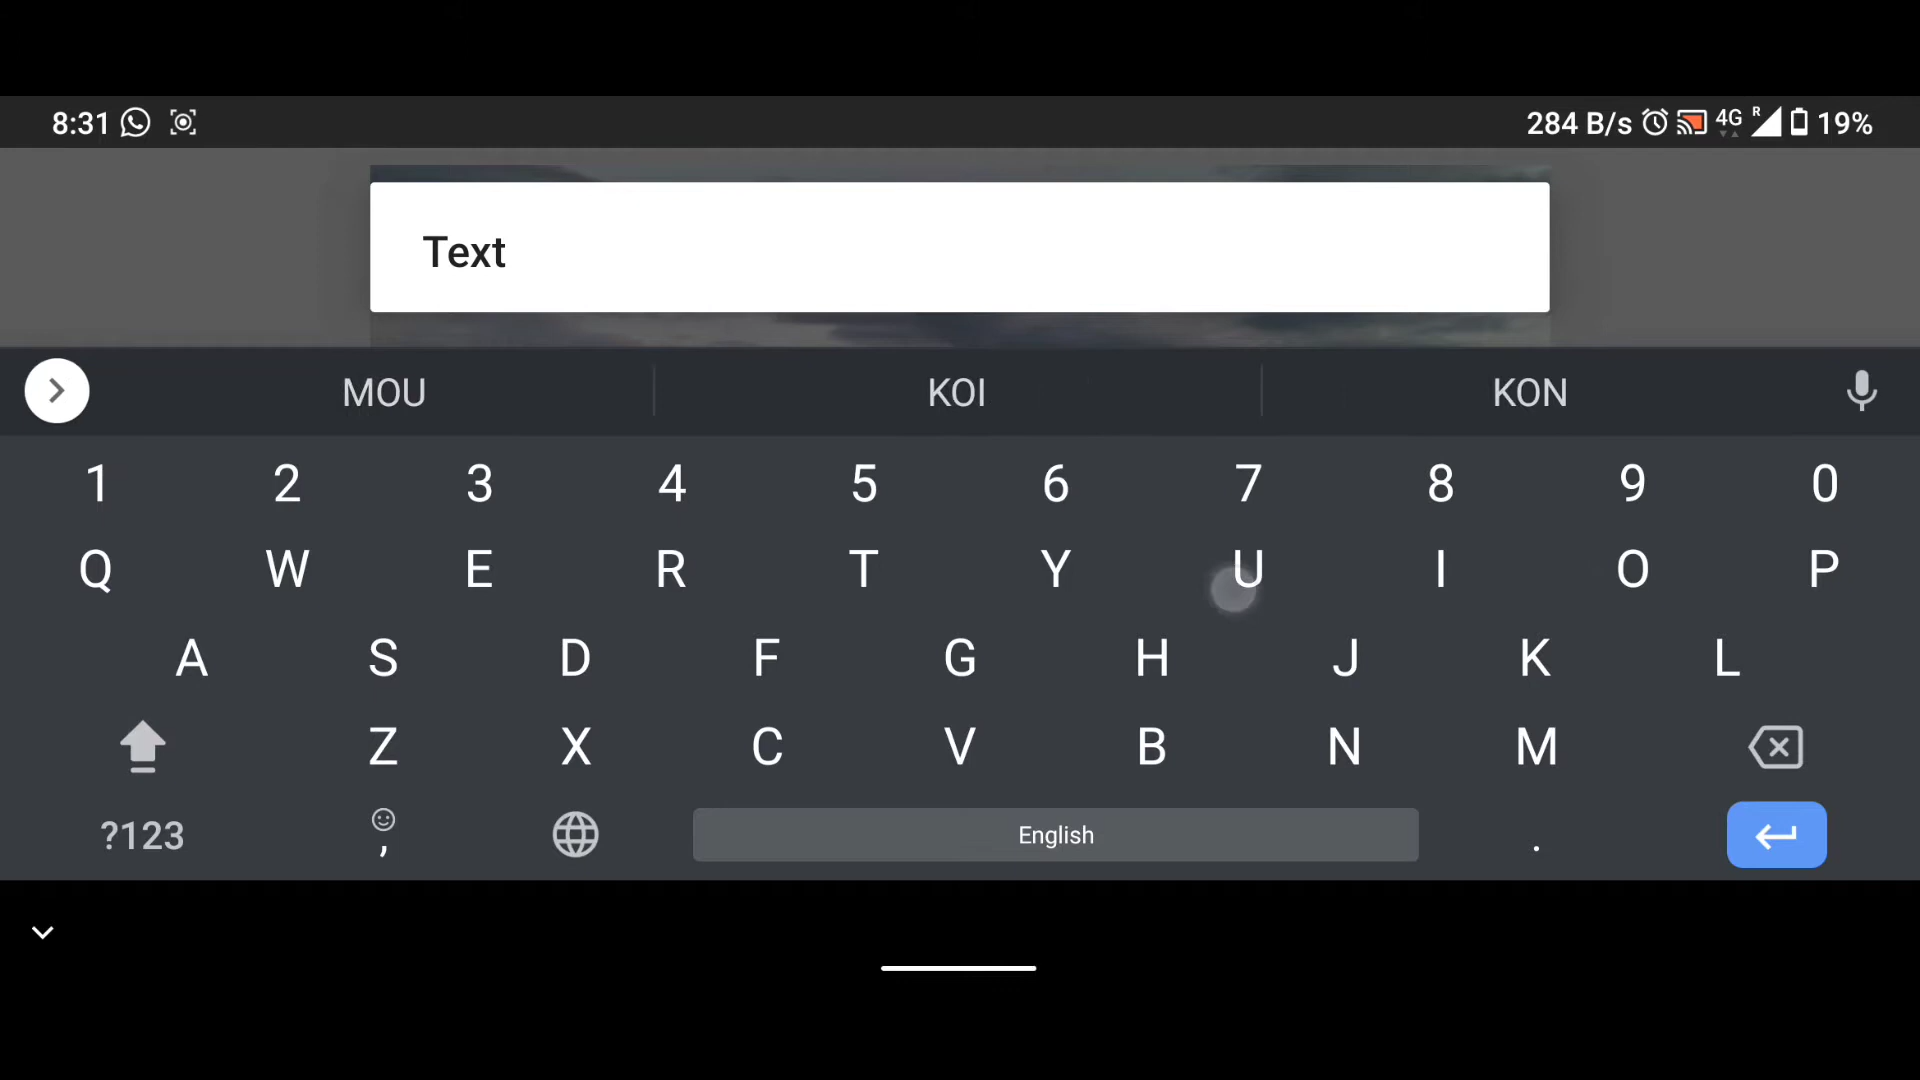 8:31 284 B/s 4G R 19%
Text
MOU KOI KON
1 2 3 4 5 6 7 8 9 0
Q W E R T Y U I O P
A S D F G H J K L
Z X C V B N M
?123 , English .